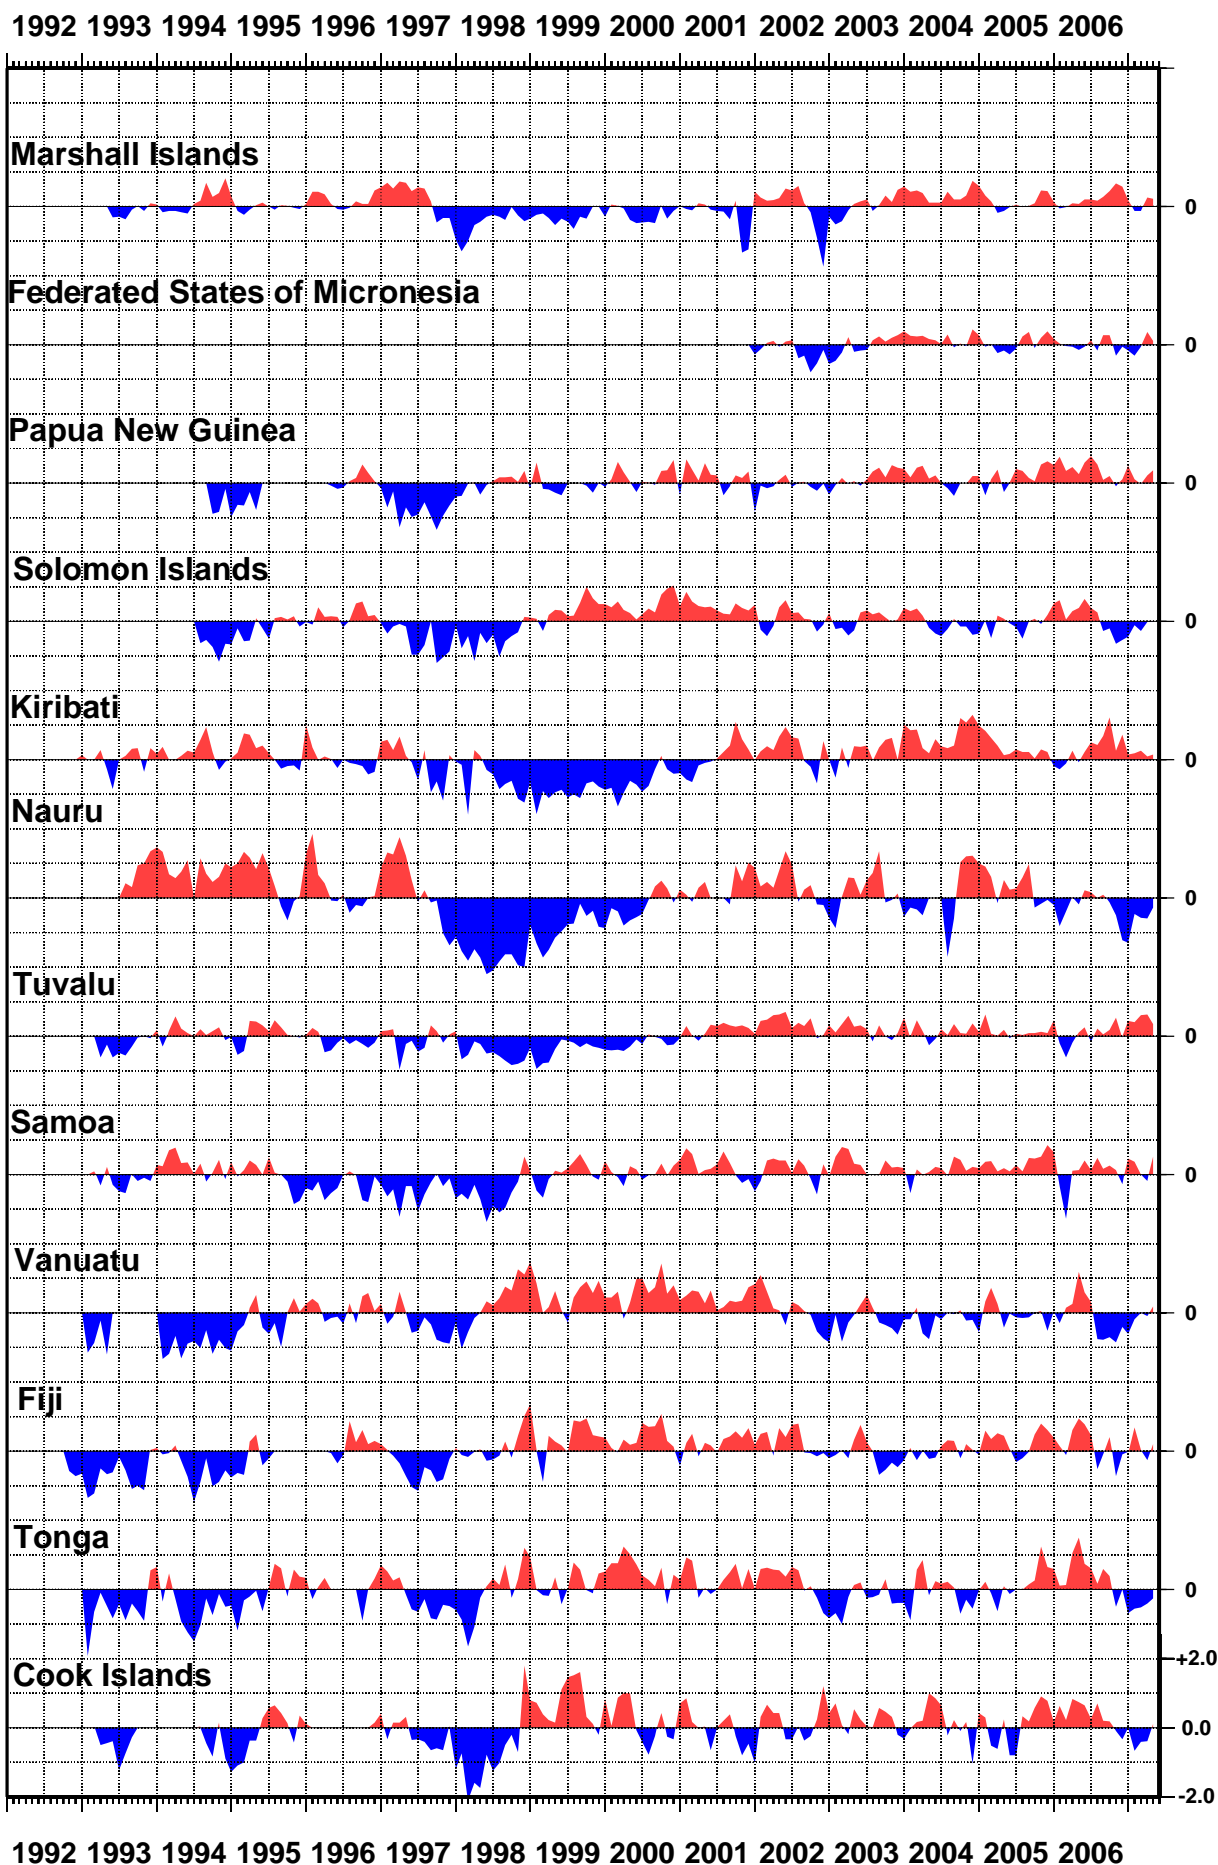 1992 1993 1994 1995 1996 1997 1998 1999 2000 2001 2002 2003 2004 2005 2006
Marshall Islands
0
Federated States of Micronesia
0
Papua New Guinea
0
Solomon Islands
0
Kiribati
0
Nauru
0
Tuvalu
0
Samoa
0
Vanuatu
0
Fiji
0
Tonga
0
+2.0
Cook Islands
0.0
-2.0
1992 1993 1994 1995 1996 1997 1998 1999 2000 2001 2002 2003 2004 2005 2006